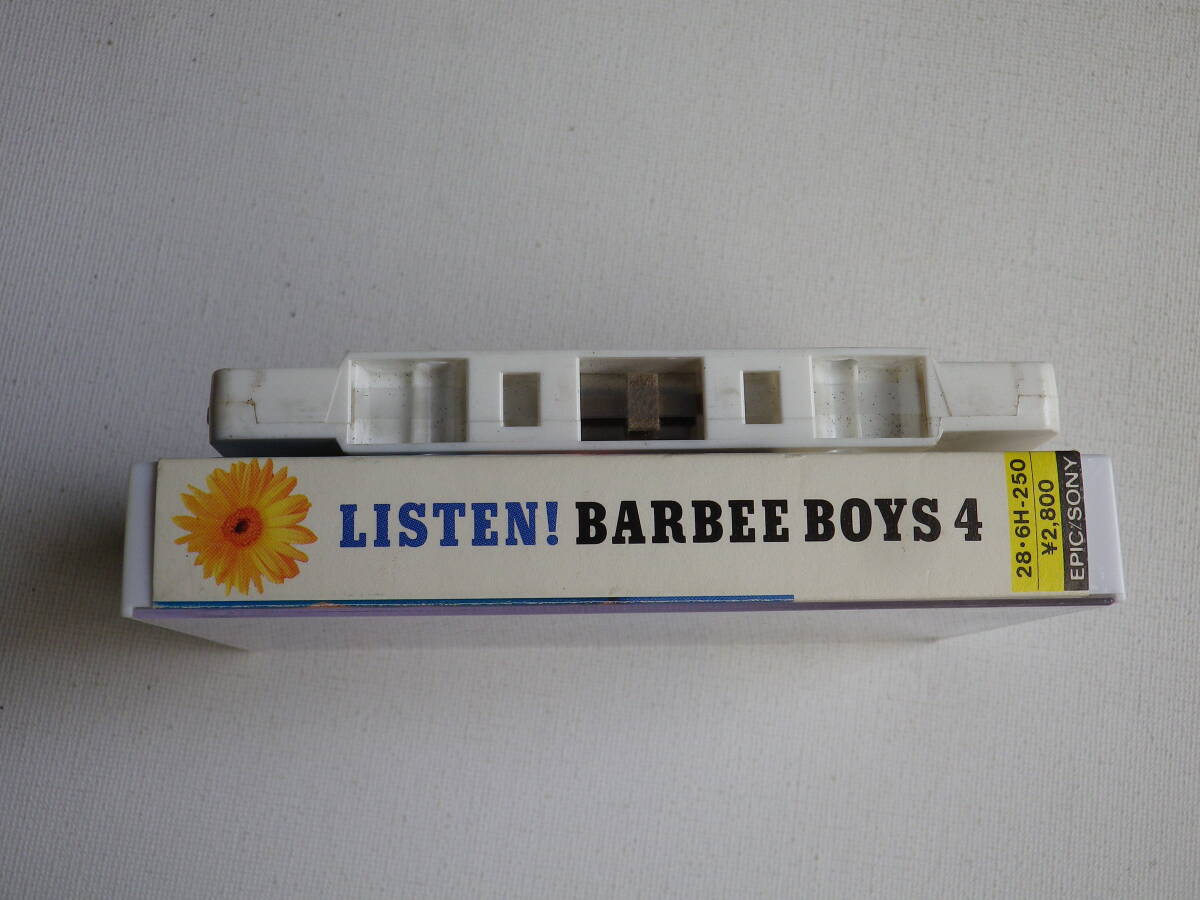 LISTEN! BARBEE BOYS 4
28・6H-250
¥2,800
EPIC/SONY